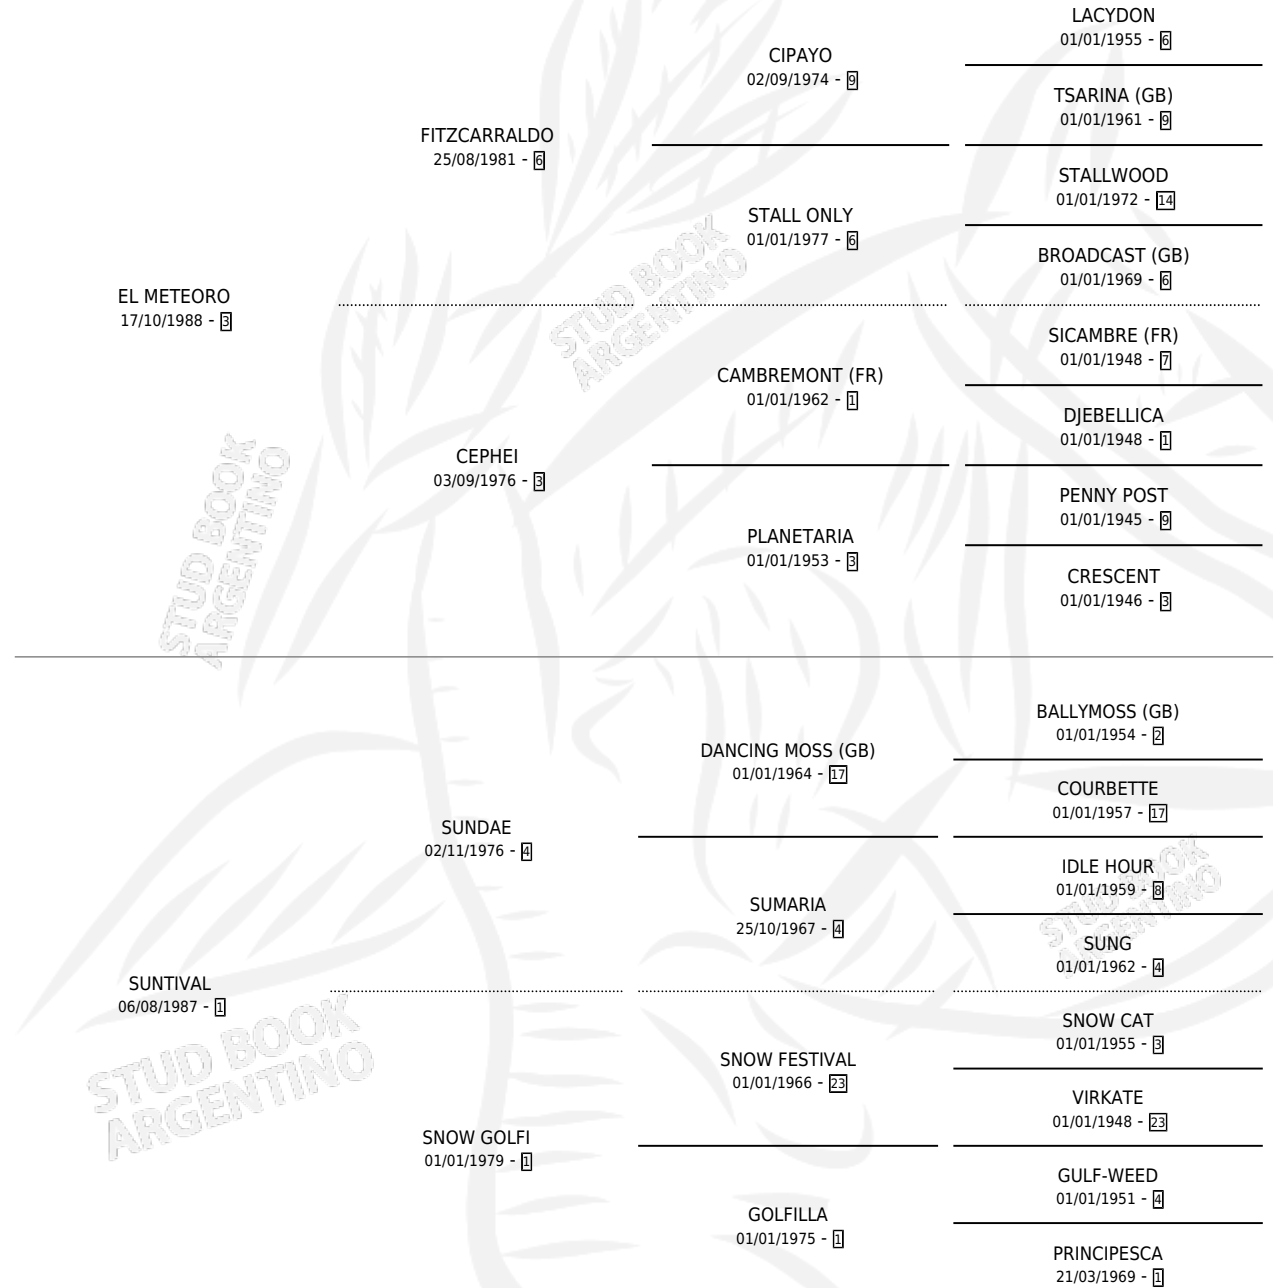 LACYDON
01/01/1955 - 6
CIPAYO
02/09/1974 - 9
TSARINA (GB)
01/01/1961 - 9
FITZCARRALDO
25/08/1981 - 6
STALLWOOD
01/01/1972 - 14
STALL ONLY
01/01/1977 - 6
BROADCAST (GB)
01/01/1969 - 6
EL METEORO
17/10/1988 - 3
SICAMBRE (FR)
01/01/1948 - 7
CAMBREMONT (FR)
01/01/1962 - 1
DJEBELLICA
01/01/1948 - 1
CEPHEI
03/09/1976 - 3
PENNY POST
01/01/1945 - 9
PLANETARIA
01/01/1953 - 3
CRESCENT
01/01/1946 - 3
STUD BOOK
ARGENTINO
STUD BOOK
ARGENTINO
BALLYMOSS (GB)
01/01/1954 - 2
DANCING MOSS (GB)
01/01/1964 - 17
COURBETTE
01/01/1957 - 17
SUNDAE
02/11/1976 - 4
IDLE HOUR
01/01/1959 - 8
SUMARIA
25/10/1967 - 4
SUNG
01/01/1962 - 4
STUD BOOK
ARGENTINO
SUNTIVAL
06/08/1987 - 1
SNOW CAT
01/01/1955 - 3
SNOW FESTIVAL
01/01/1966 - 23
VIRKATE
01/01/1948 - 23
STUD BOOK
ARGENTINO
SNOW GOLFI
01/01/1979 - 1
GULF-WEED
01/01/1951 - 4
GOLFILLA
01/01/1975 - 1
PRINCIPESCA
21/03/1969 - 1